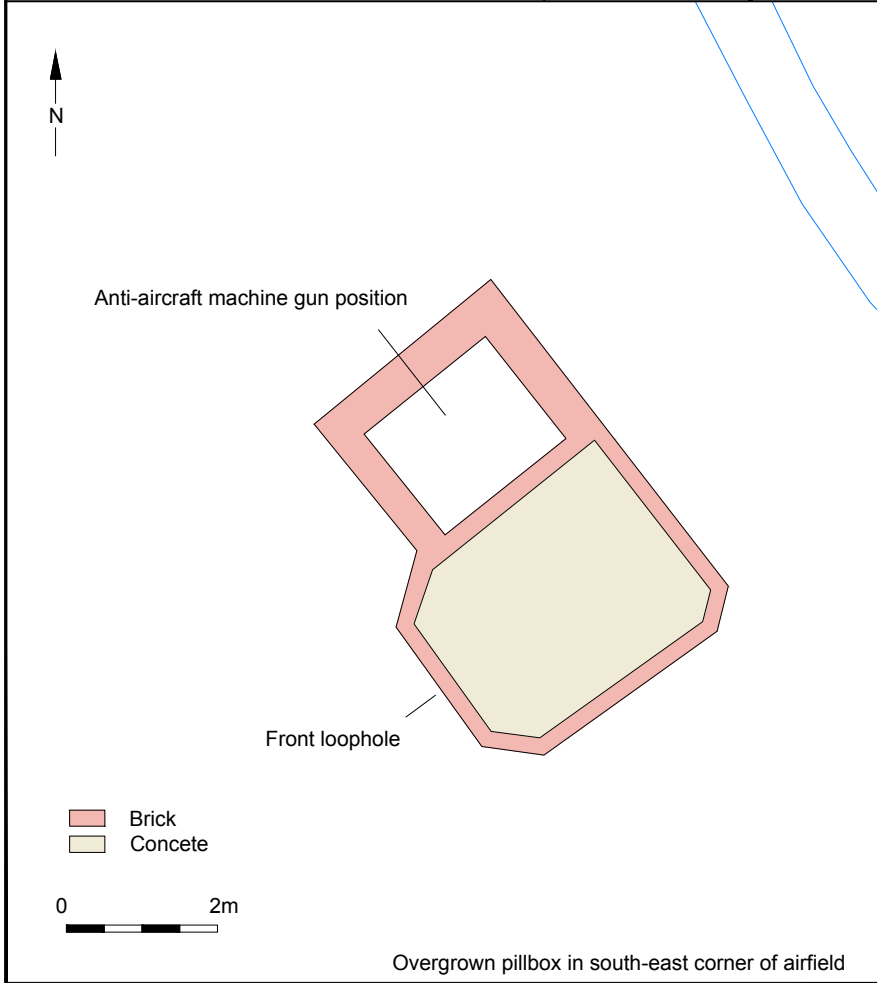 N
Anti-aircraft machine gun position
Front loophole
Brick
Concete
0 2m
Overgrown pillbox in south-east corner of airfield